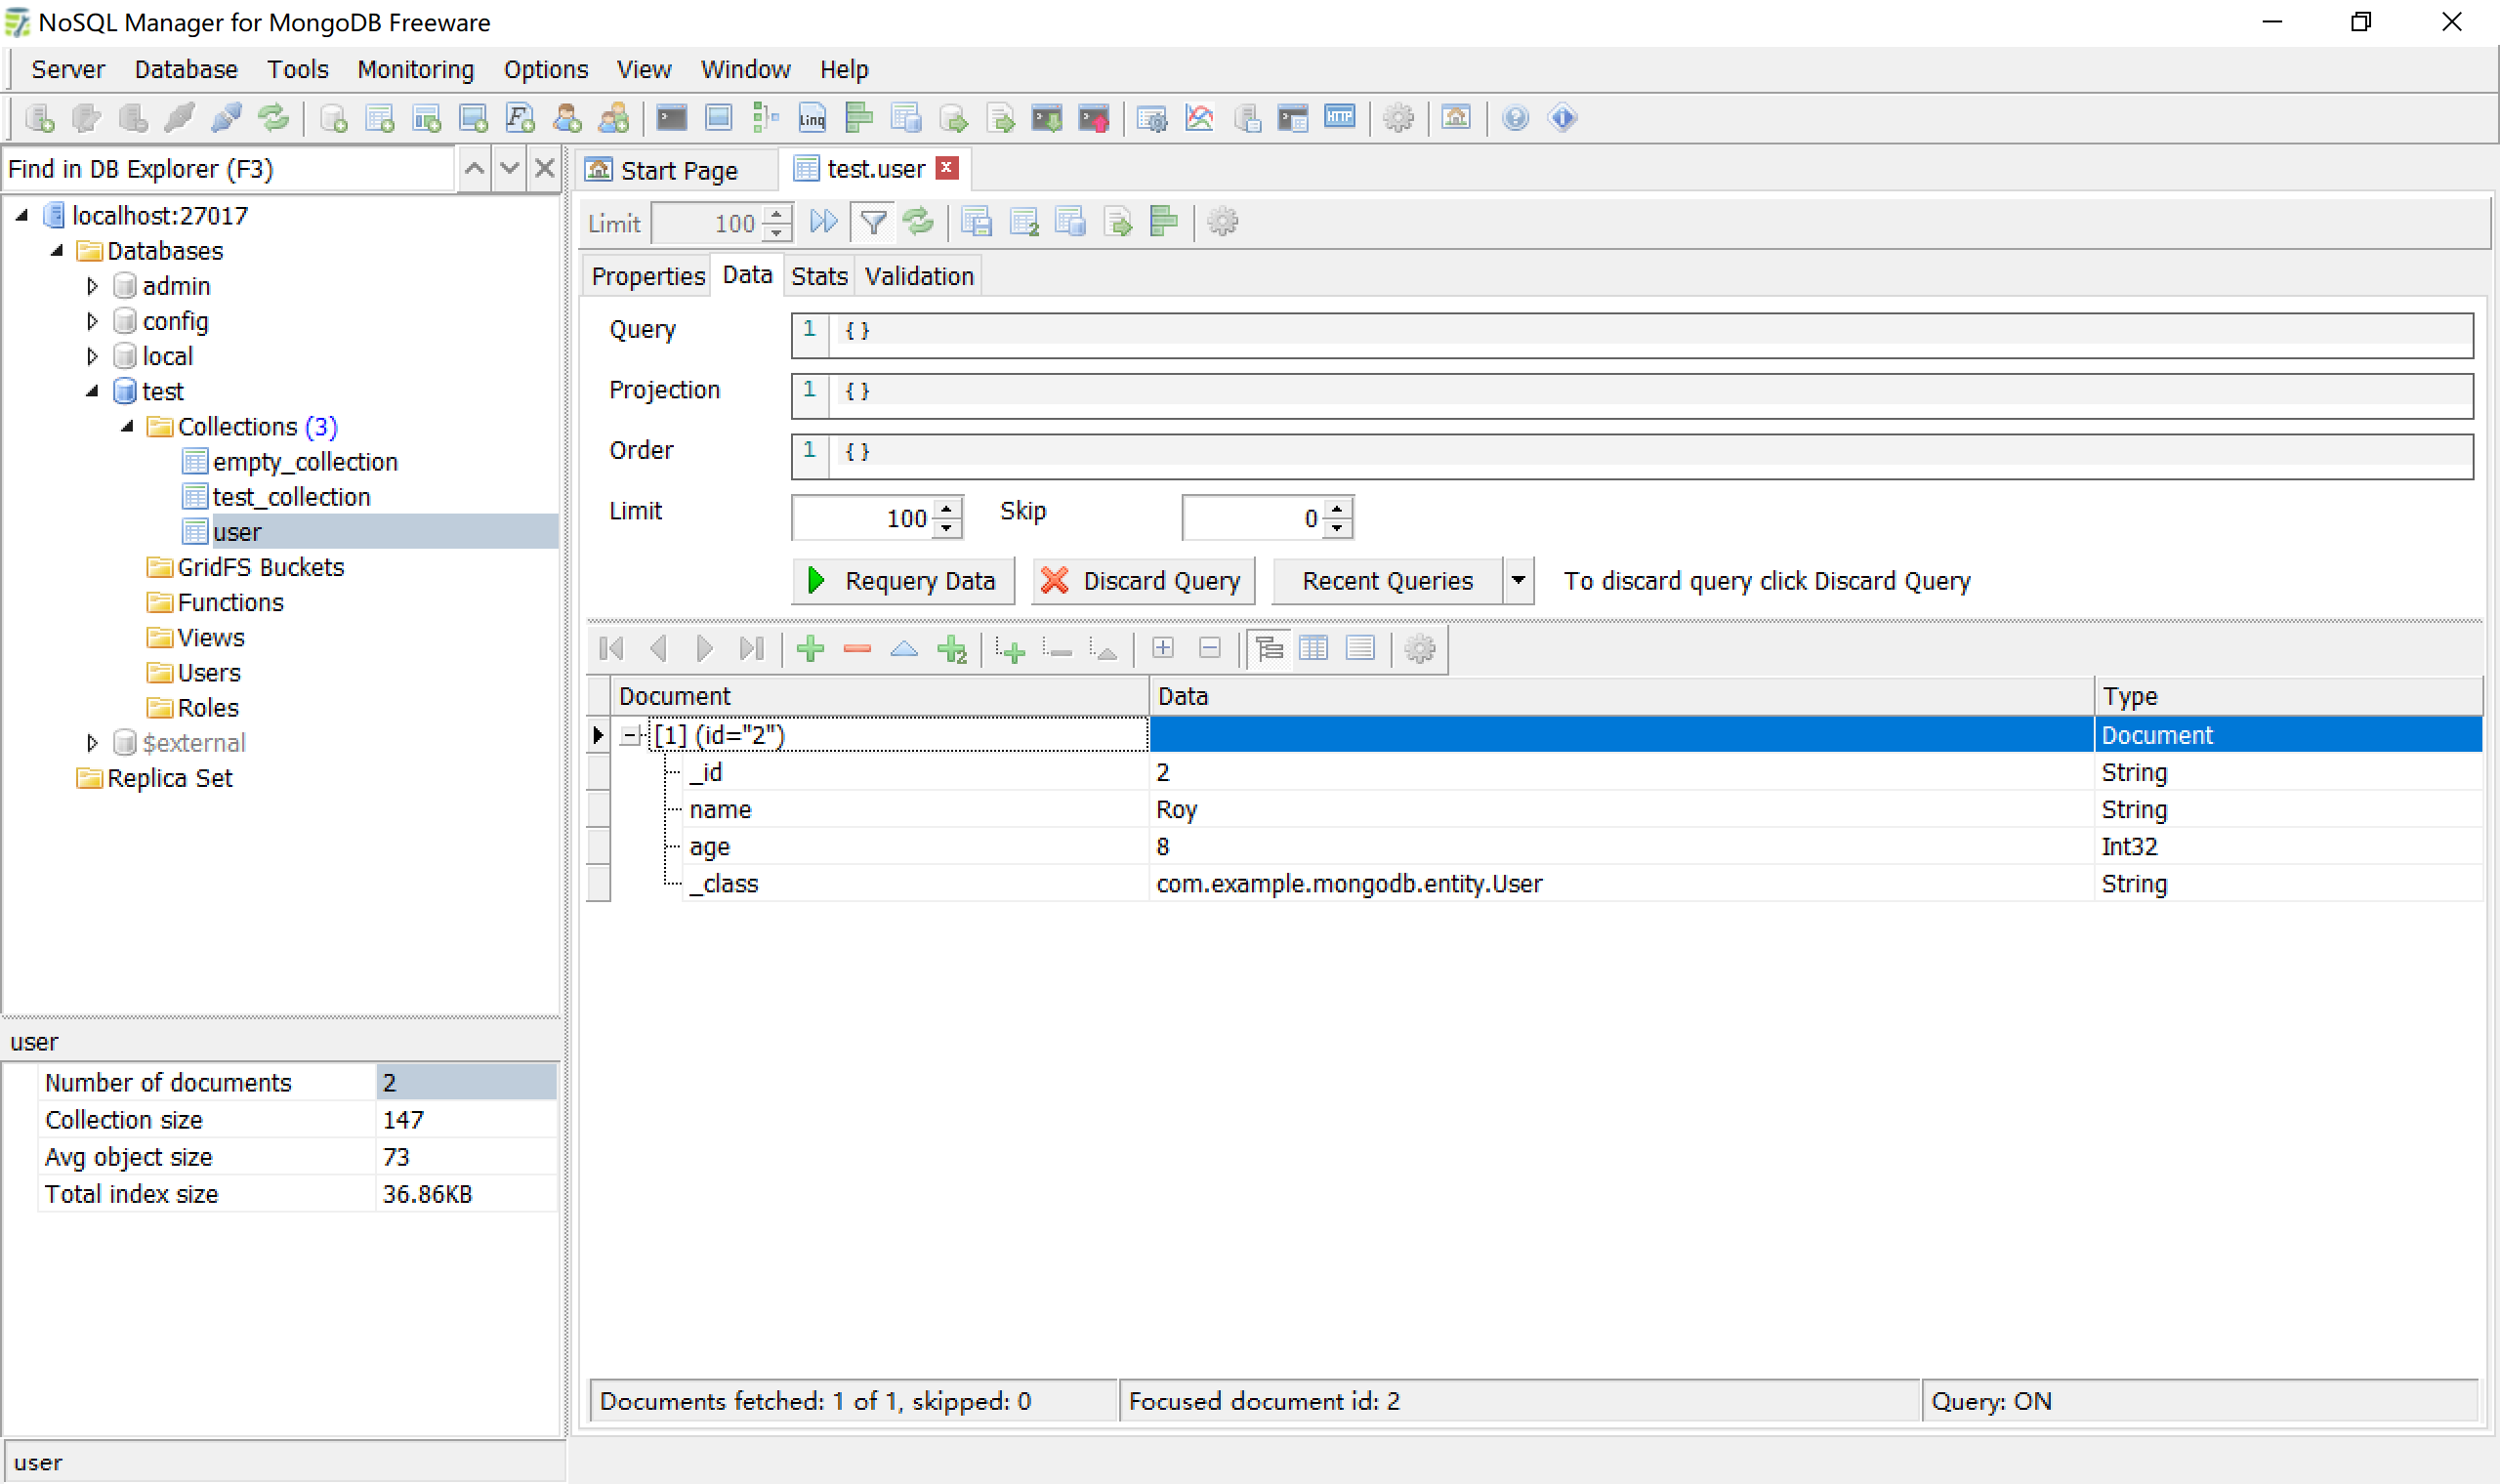 NoSQL Manager for MongoDB Freeware
Server Database Tools Monitoring Options View Window Help
Linq HTTP
Find in DB Explorer (F3)
Start Page test.user
localhost:27017
Databases
admin
config
local
test
Collections (3)
empty_collection
test_collection
user
GridFS Buckets
Functions
Views
Users
Roles
$external
Replica Set
user
Number of documents 2
Collection size 147
Avg object size 73
Total index size 36.86KB
user
Limit 100
Properties Data Stats Validation
Query 1 {}
Projection 1 {}
Order 1 {}
Limit 100 Skip 0
Requery Data Discard Query Recent Queries To discard query click Discard Query
Document Data Type
[1] (id="2") Document
_id 2 String
name Roy String
age 8 Int32
_class com.example.mongodb.entity.User String
Documents fetched: 1 of 1, skipped: 0 Focused document id: 2 Query: ON